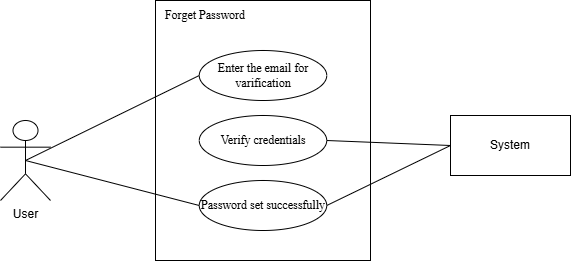 Forget Password
Enter the email for
varification
Verify credentials
System
Password set successfully
User